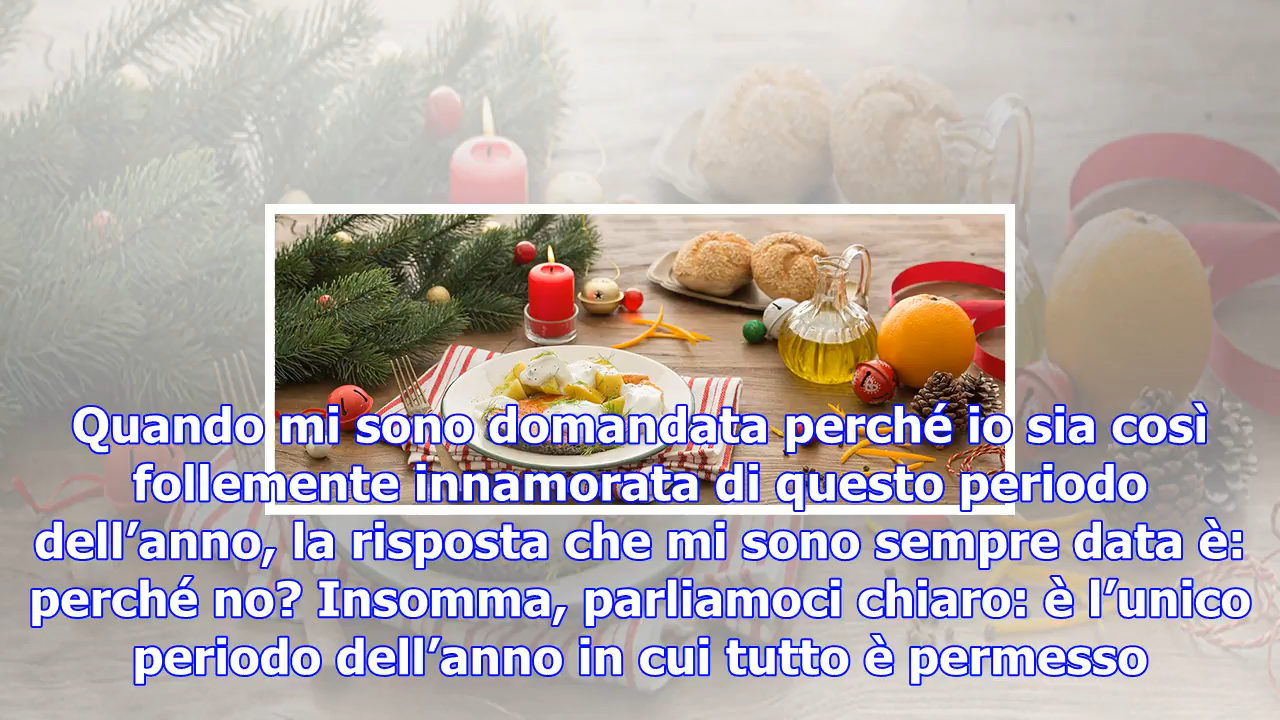 Quando mi sono domandata perché io sia così
follemente innamorata di questo periodo
dell’anno, la risposta che mi sono sempre data è:
perché no? Insomma, parliamoci chiaro: è l’unico
periodo dell’anno in cui tutto è permesso